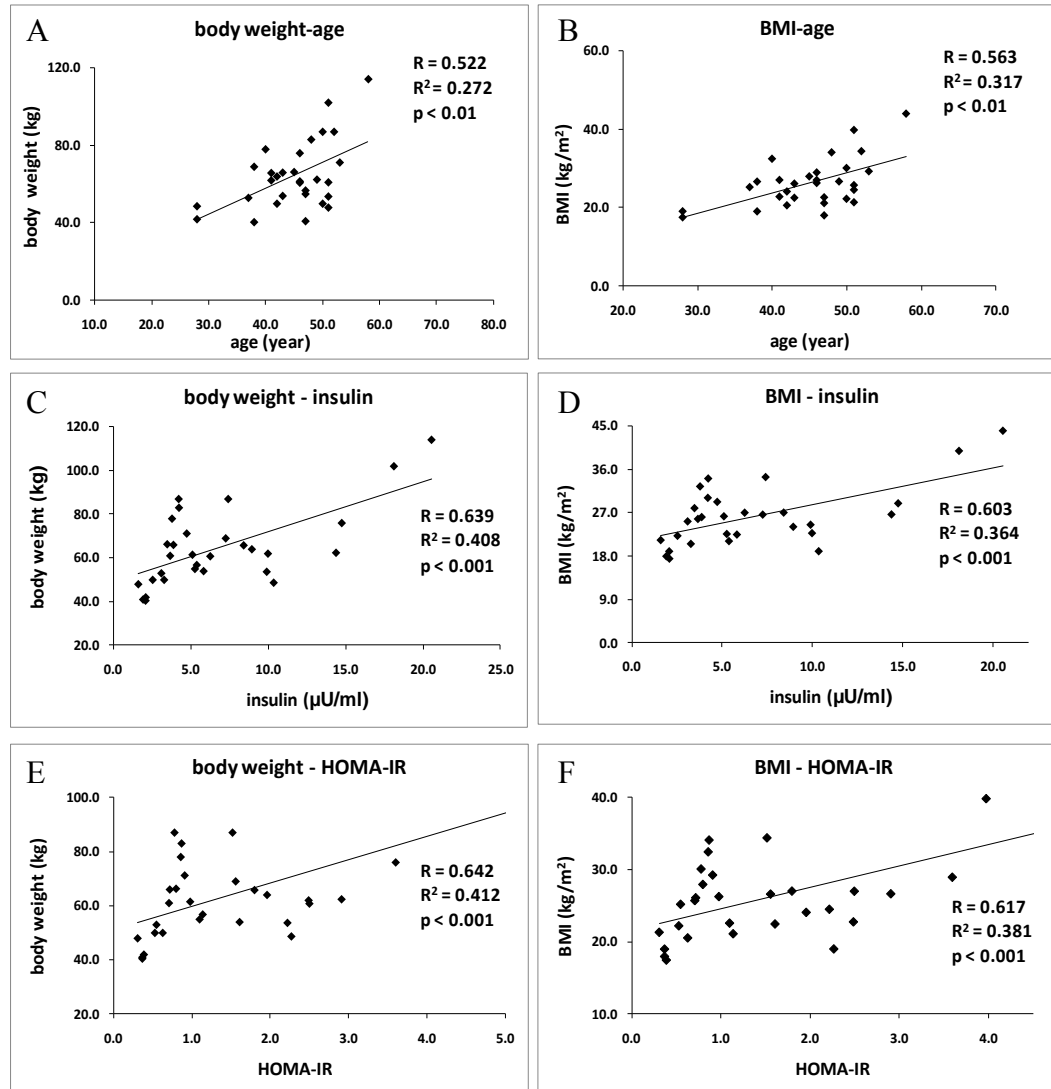 A
body weight-age
R = 0.522
R² = 0.272
p < 0.01
body weight (kg)
120.0
80.0
40.0
0.0
10.0 20.0 30.0 40.0 50.0 60.0 70.0 80.0
age (year)
B
BMI-age
R = 0.563
R² = 0.317
p < 0.01
BMI (kg/m²)
60.0
40.0
20.0
0.0
20.0 30.0 40.0 50.0 60.0 70.0
age (year)
C
body weight - insulin
R = 0.639
R² = 0.408
p < 0.001
body weight (kg)
120.0
100.0
80.0
60.0
40.0
20.0
0.0 5.0 10.0 15.0 20.0 25.0
insulin (µU/ml)
D
BMI - insulin
R = 0.603
R² = 0.364
p < 0.001
BMI (kg/m²)
45.0
36.0
27.0
18.0
9.0
0.0
0.0 5.0 10.0 15.0 20.0
insulin (µU/ml)
E
body weight - HOMA-IR
R = 0.642
R² = 0.412
p < 0.001
body weight (kg)
100.0
80.0
60.0
40.0
20.0
0.0 1.0 2.0 3.0 4.0 5.0
HOMA-IR
F
BMI - HOMA-IR
R = 0.617
R² = 0.381
p < 0.001
BMI (kg/m²)
40.0
30.0
20.0
10.0
0.0 1.0 2.0 3.0 4.0
HOMA-IR